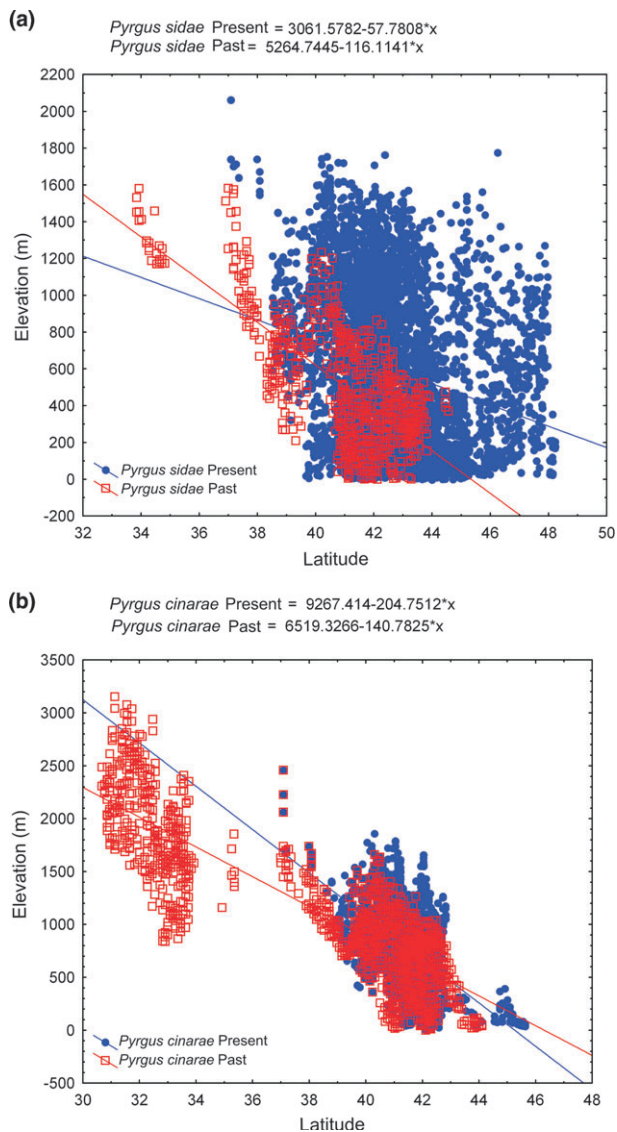 (a)
Pyrgus sidae Present = 3061.5782-57.7808*x
Pyrgus sidae Past = 5264.7445-116.1141*x
2200
2000
1800
1600
1400
1200
1000
800
600
400
200
0
-200
Elevation (m)
Pyrgus sidae Present
Pyrgus sidae Past
32 34 36 38 40 42 44 46 48 50
Latitude
(b)
Pyrgus cinarae Present = 9267.414-204.7512*x
Pyrgus cinarae Past = 6519.3266-140.7825*x
3500
3000
2500
2000
1500
1000
500
0
-500
Elevation (m)
Pyrgus cinarae Present
Pyrgus cinarae Past
30 32 34 36 38 40 42 44 46 48
Latitude